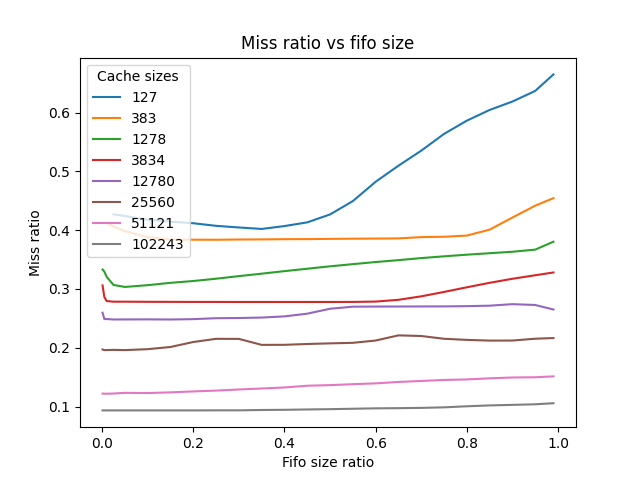 Miss ratio vs fifo size
Cache sizes
127
383
1278
3834
12780
25560
51121
102243
Miss ratio
0.6
0.5
0.4
0.3
0.2
0.1
0.0 0.2 0.4 0.6 0.8 1.0
Fifo size ratio